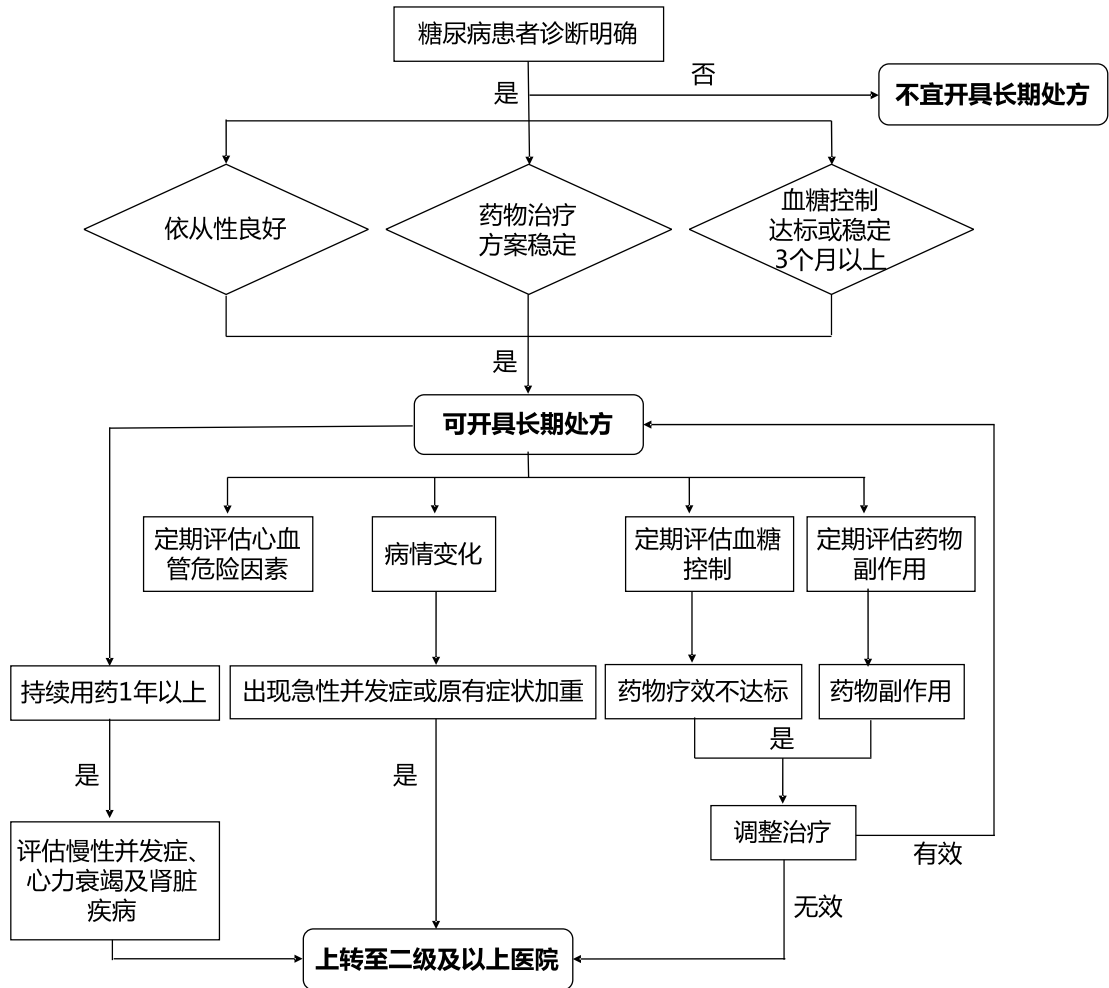 糖尿病患者诊断明确
否
是
不宜开具长期处方
依从性良好
药物治疗
方案稳定
血糖控制
达标或稳定
3个月以上
是
可开具长期处方
定期评估心血
管危险因素
病情变化
定期评估血糖
控制
定期评估药物
副作用
持续用药1年以上
出现急性并发症或原有症状加重
药物疗效不达标
药物副作用
是
是
是
调整治疗
有效
评估慢性并发症、
心力衰竭及肾脏
疾病
无效
上转至二级及以上医院